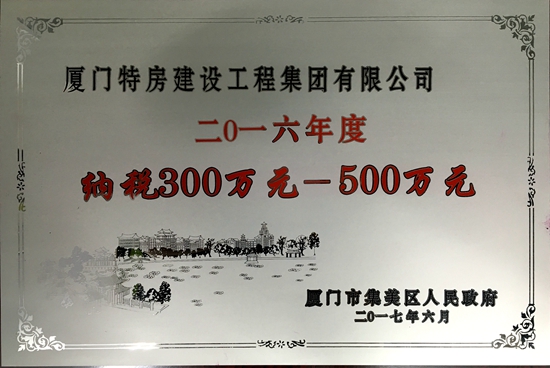 厦门特房建设工程集团有限公司
二0一六年度
纳税300万元－500万元
厦门市集美区人民政府
二0一七年六月